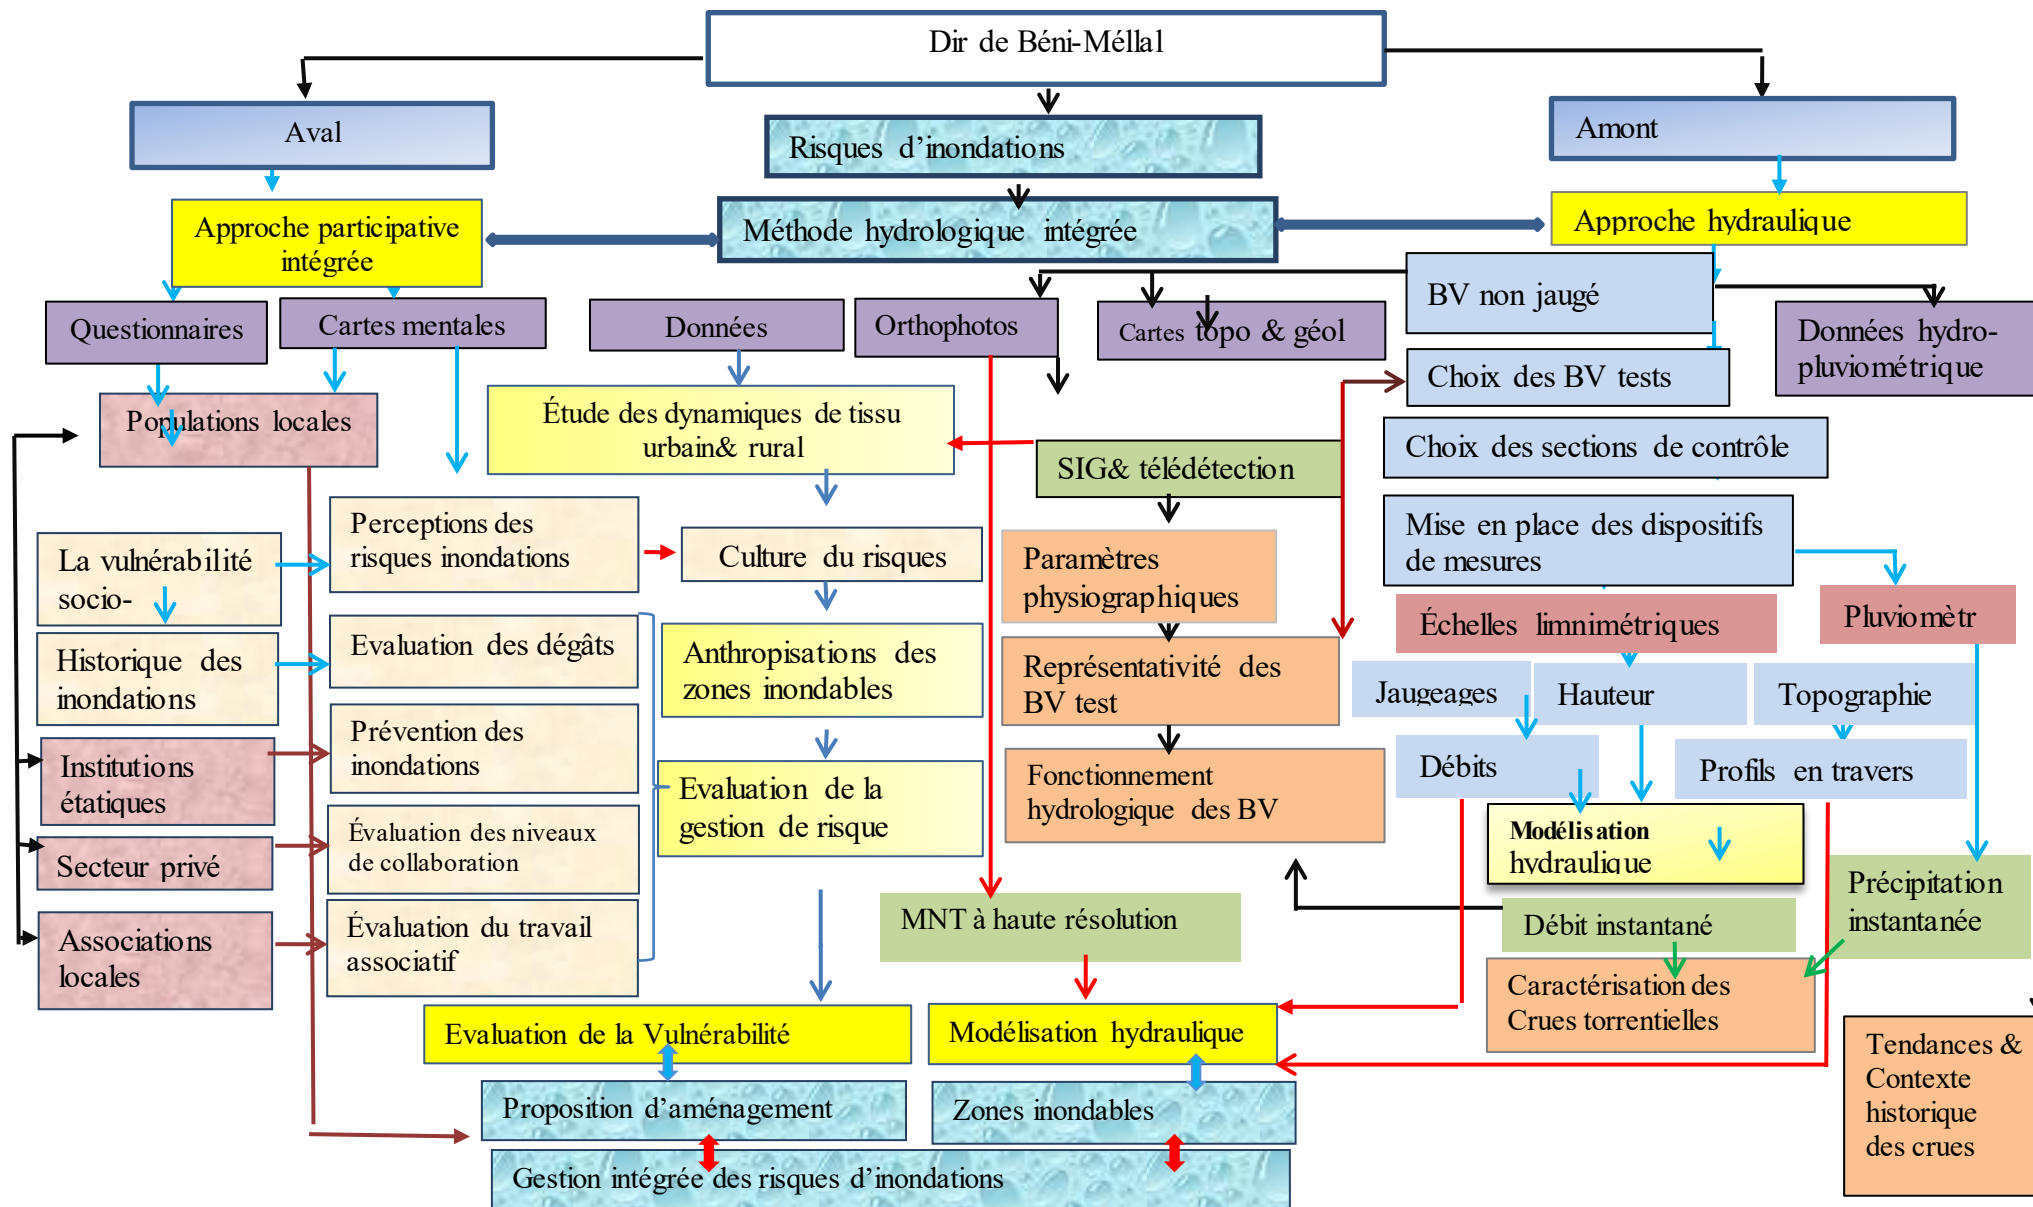 Dir de Béni-Méllal
Aval
Risques d’inondations
Amont
Approche participative
intégrée
Méthode hydrologique intégrée
Approche hydraulique
Questionnaires
Cartes mentales
Données
Orthophotos
Cartes topo & géol
BV non jaugé
Données hydro-
pluviométrique
Populations locales
Étude des dynamiques de tissu
urbain& rural
Choix des BV tests
SIG& télédétection
Choix des sections de contrôle
La vulnérabilité
socio-
Perceptions des
risques inondations
Culture du risques
Paramètres
physiographiques
Mise en place des dispositifs
de mesures
Échelles limnimétriques
Pluviomètr
Historique des
inondations
Evaluation des dégâts
Anthropisations des
zones inondables
Représentativité des
BV test
Jaugeages
Hauteur
Topographie
Institutions
étatiques
Prévention des
inondations
Evaluation de la
gestion de risque
Fonctionnement
hydrologique des BV
Débits
Profils en travers
Secteur privé
Évaluation des niveaux
de collaboration
Modélisation
hydraulique
Précipitation
instantanée
Associations
locales
Évaluation du travail
associatif
MNT à haute résolution
Débit instantané
Caractérisation des
Crues torrentielles
Evaluation de la Vulnérabilité
Modélisation hydraulique
Tendances &
Contexte
historique
des crues
Proposition d’aménagement
Zones inondables
Gestion intégrée des risques d’inondations